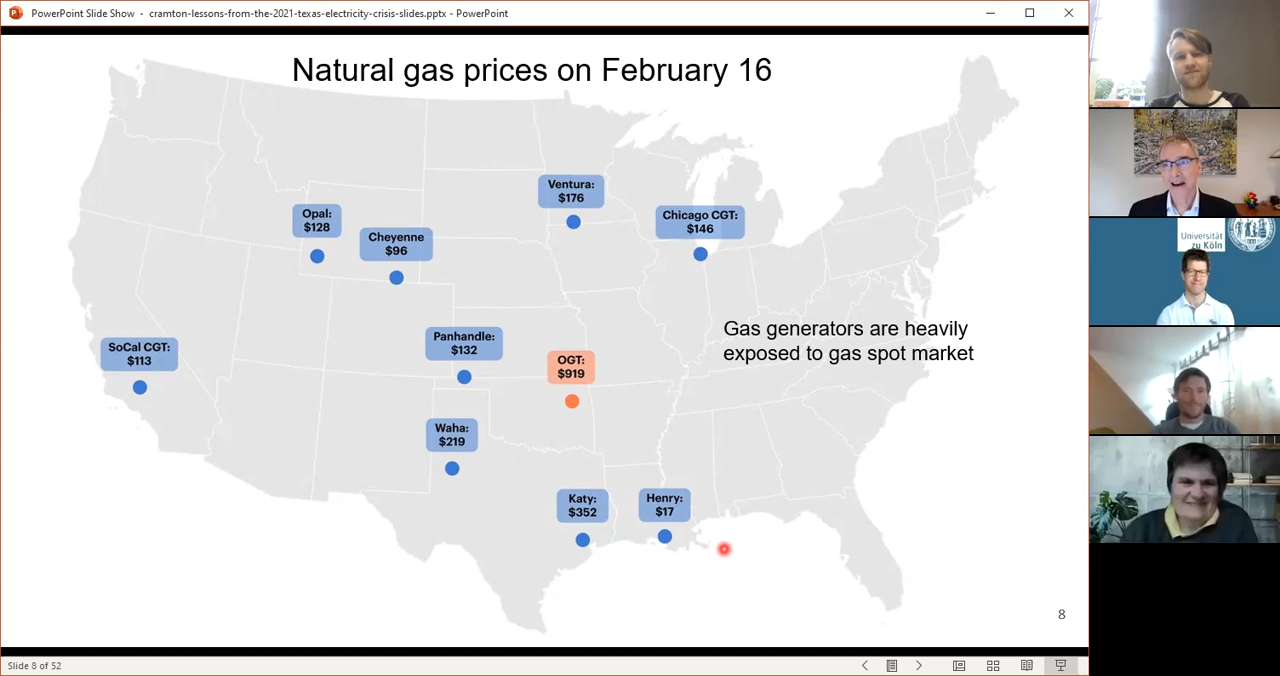 PowerPoint Slide Show - cramton-lessons-from-the-2021-texas-electricity-crisis-slides.pptx - PowerPoint
Natural gas prices on February 16
Ventura:
$176
Opal:
$128
Chicago CGT:
$146
Cheyenne
$96
Panhandle:
$132
SoCal CGT:
$113
OGT:
$919
Gas generators are heavily
exposed to gas spot market
Waha:
$219
Katy:
$352
Henry:
$17
8
Slide 8 of 52
Universität
zu Köln